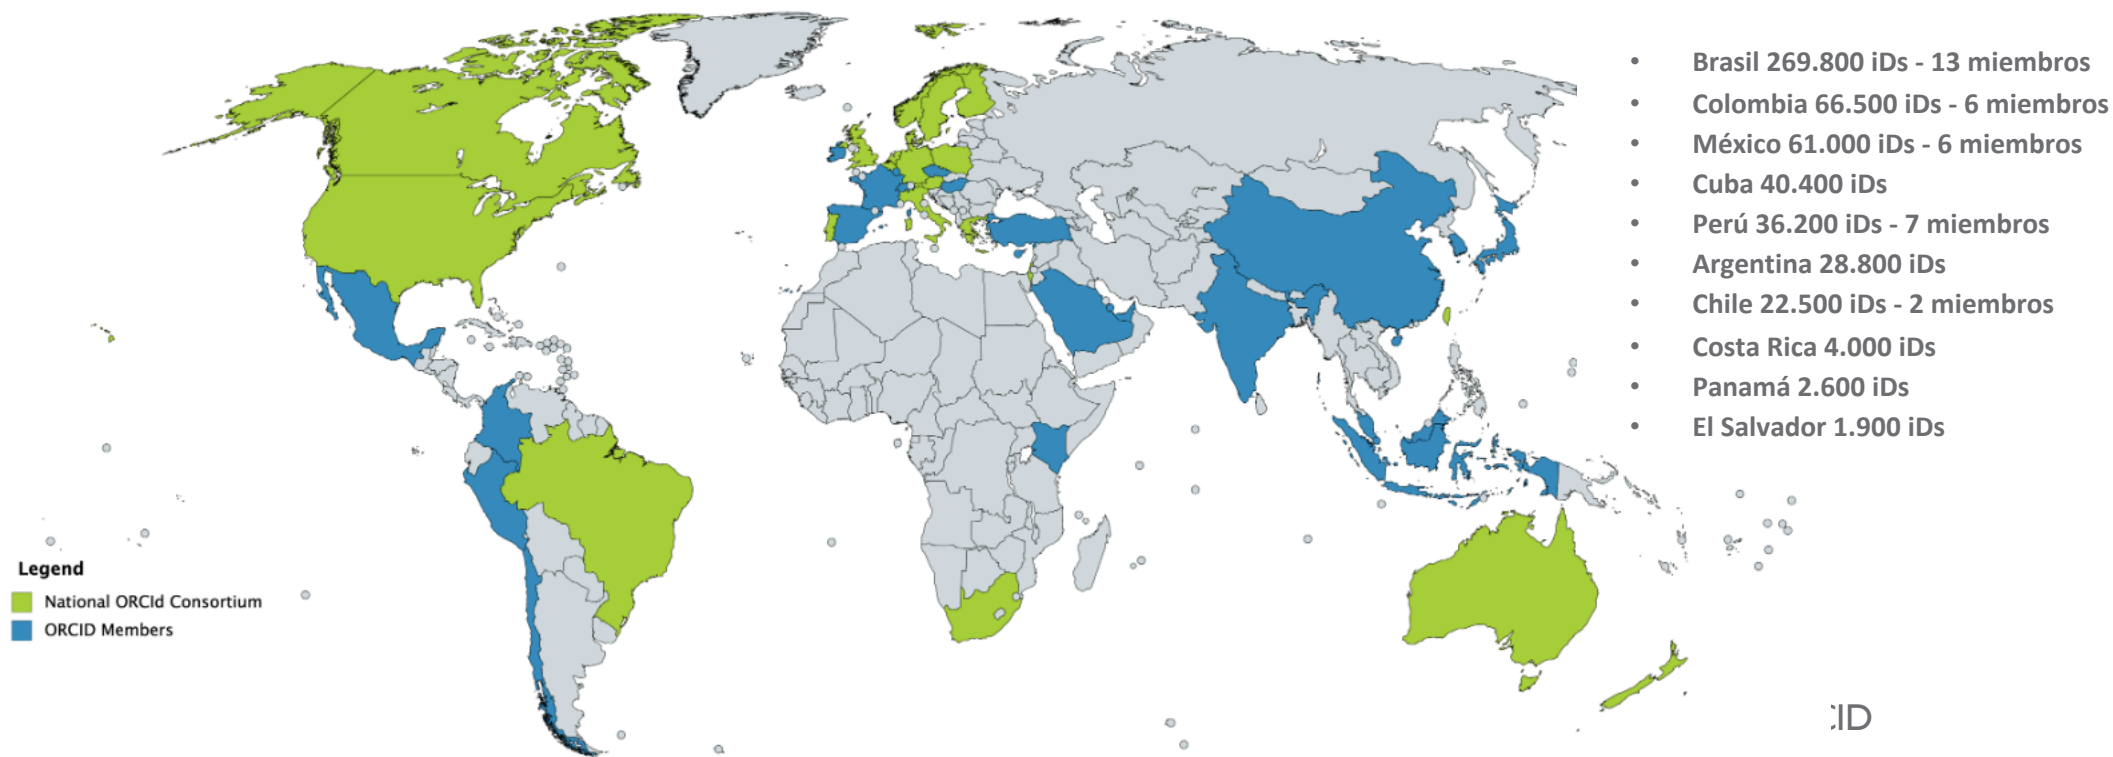 • Brasil 269.800 iDs - 13 miembros
• Colombia 66.500 iDs - 6 miembros
• México 61.000 iDs - 6 miembros
• Cuba 40.400 iDs
• Perú 36.200 iDs - 7 miembros
• Argentina 28.800 iDs
• Chile 22.500 iDs - 2 miembros
• Costa Rica 4.000 iDs
• Panamá 2.600 iDs
• El Salvador 1.900 iDs
Legend
National ORCId Consortium
ORCID Members